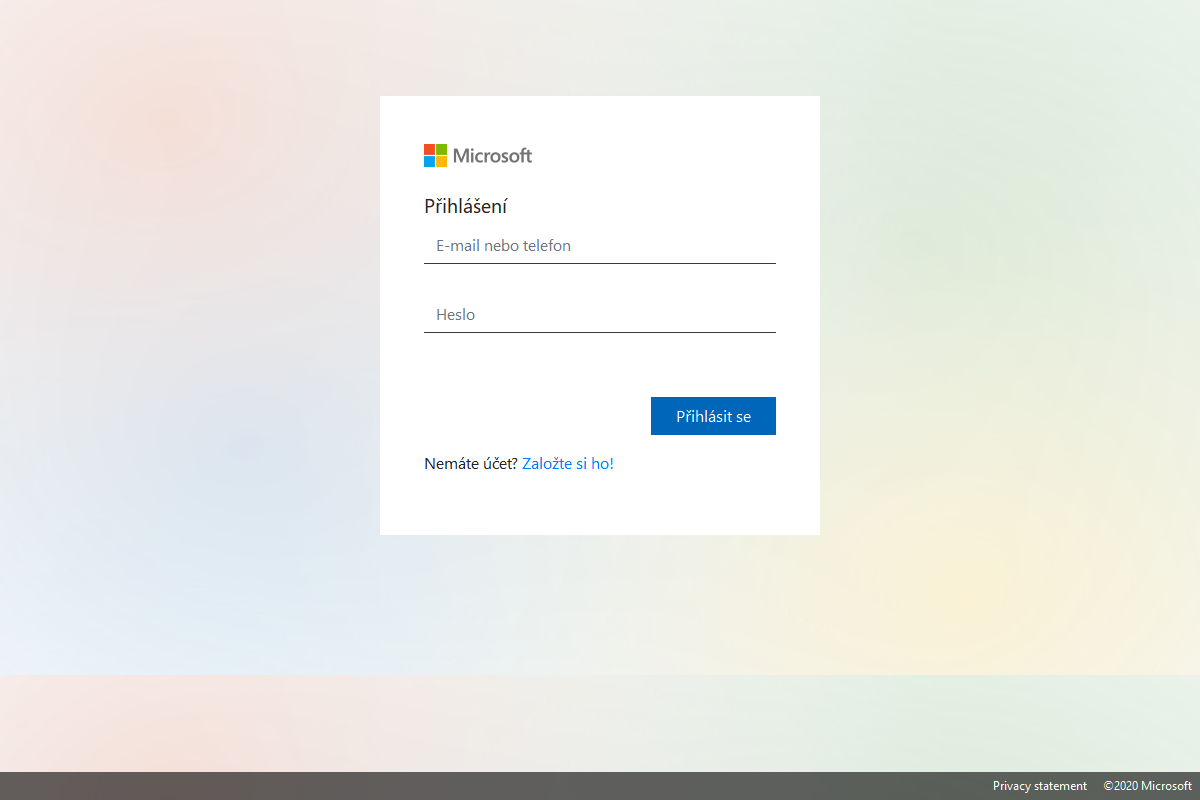 Microsoft
Přihlášení
E-mail nebo telefon
Heslo
Přihlásit se
Nemáte účet? Založte si ho!
Privacy statement ©2020 Microsoft